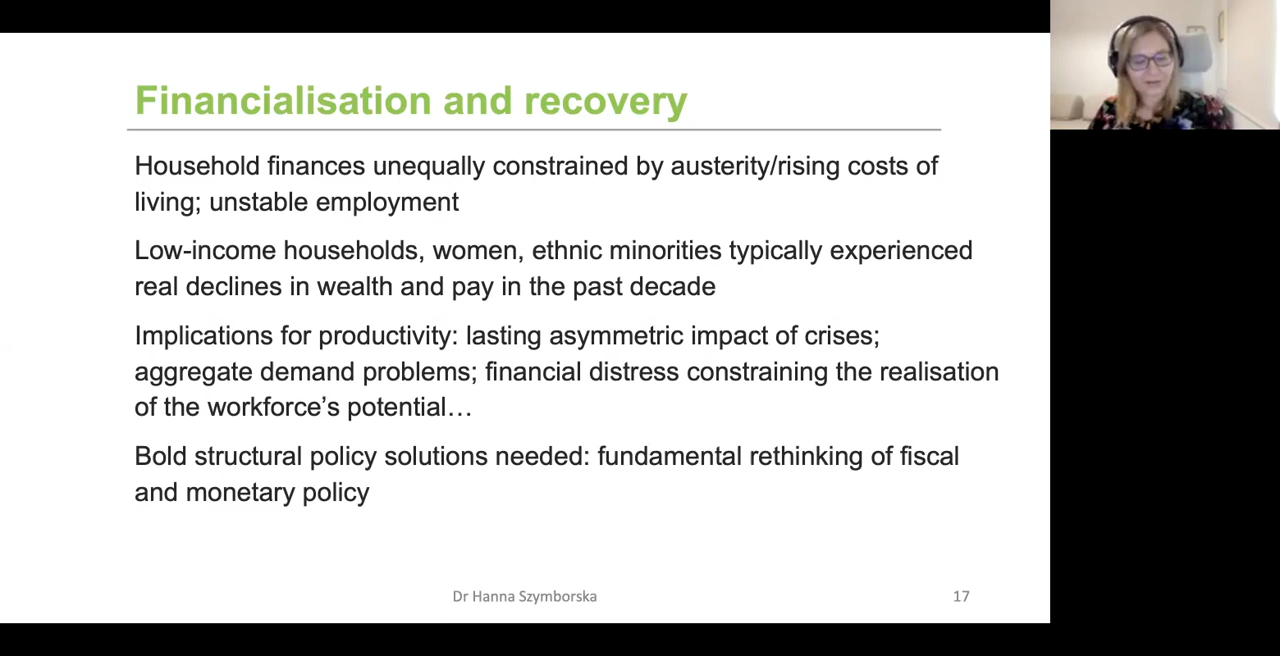 Financialisation and recovery
Household finances unequally constrained by austerity/rising costs of
living; unstable employment
Low-income households, women, ethnic minorities typically experienced
real declines in wealth and pay in the past decade
Implications for productivity: lasting asymmetric impact of crises;
aggregate demand problems; financial distress constraining the realisation
of the workforce’s potential…
Bold structural policy solutions needed: fundamental rethinking of fiscal
and monetary policy
Dr Hanna Szymborska
17